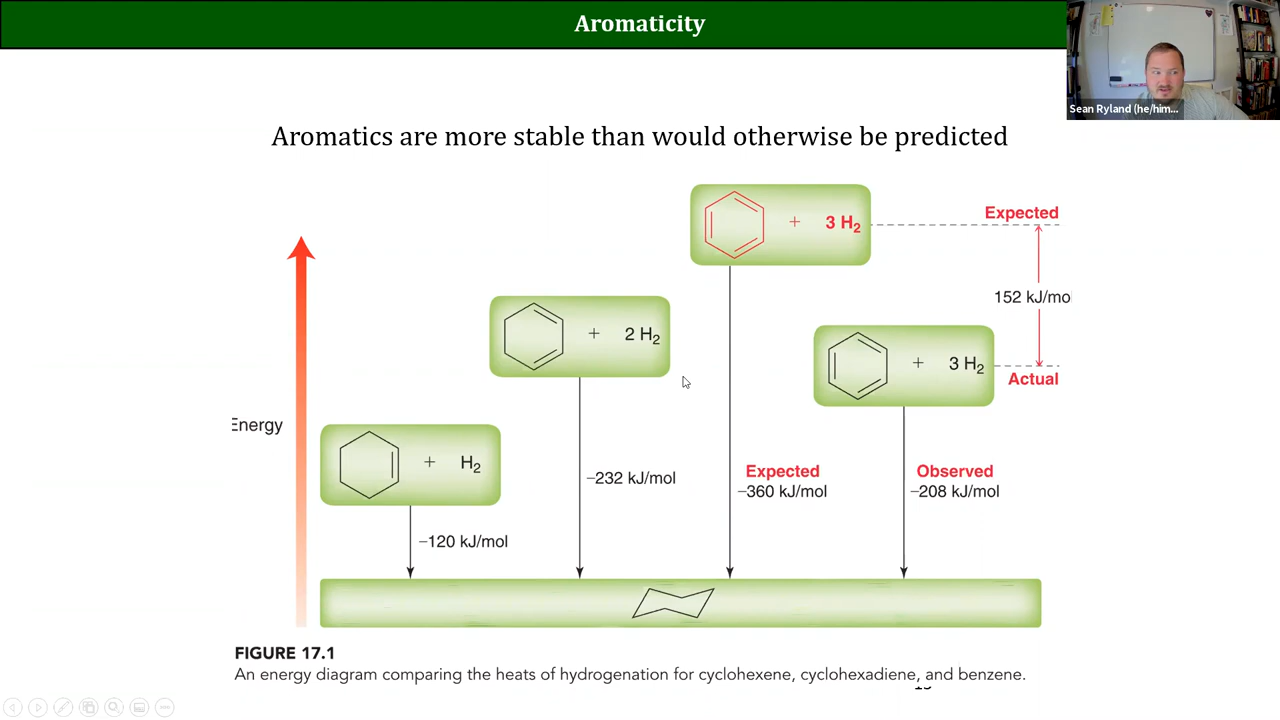 Aromaticity
Sean Ryland (he/him...
Aromatics are more stable than would otherwise be predicted
+ 3 H₂
Expected
152 kJ/mo
+ 2 H₂
+ 3 H₂
Actual
Energy
+ H₂
−232 kJ/mol
Expected
−360 kJ/mol
Observed
−208 kJ/mol
−120 kJ/mol
FIGURE 17.1
An energy diagram comparing the heats of hydrogenation for cyclohexene, cyclohexadiene, and benzene.